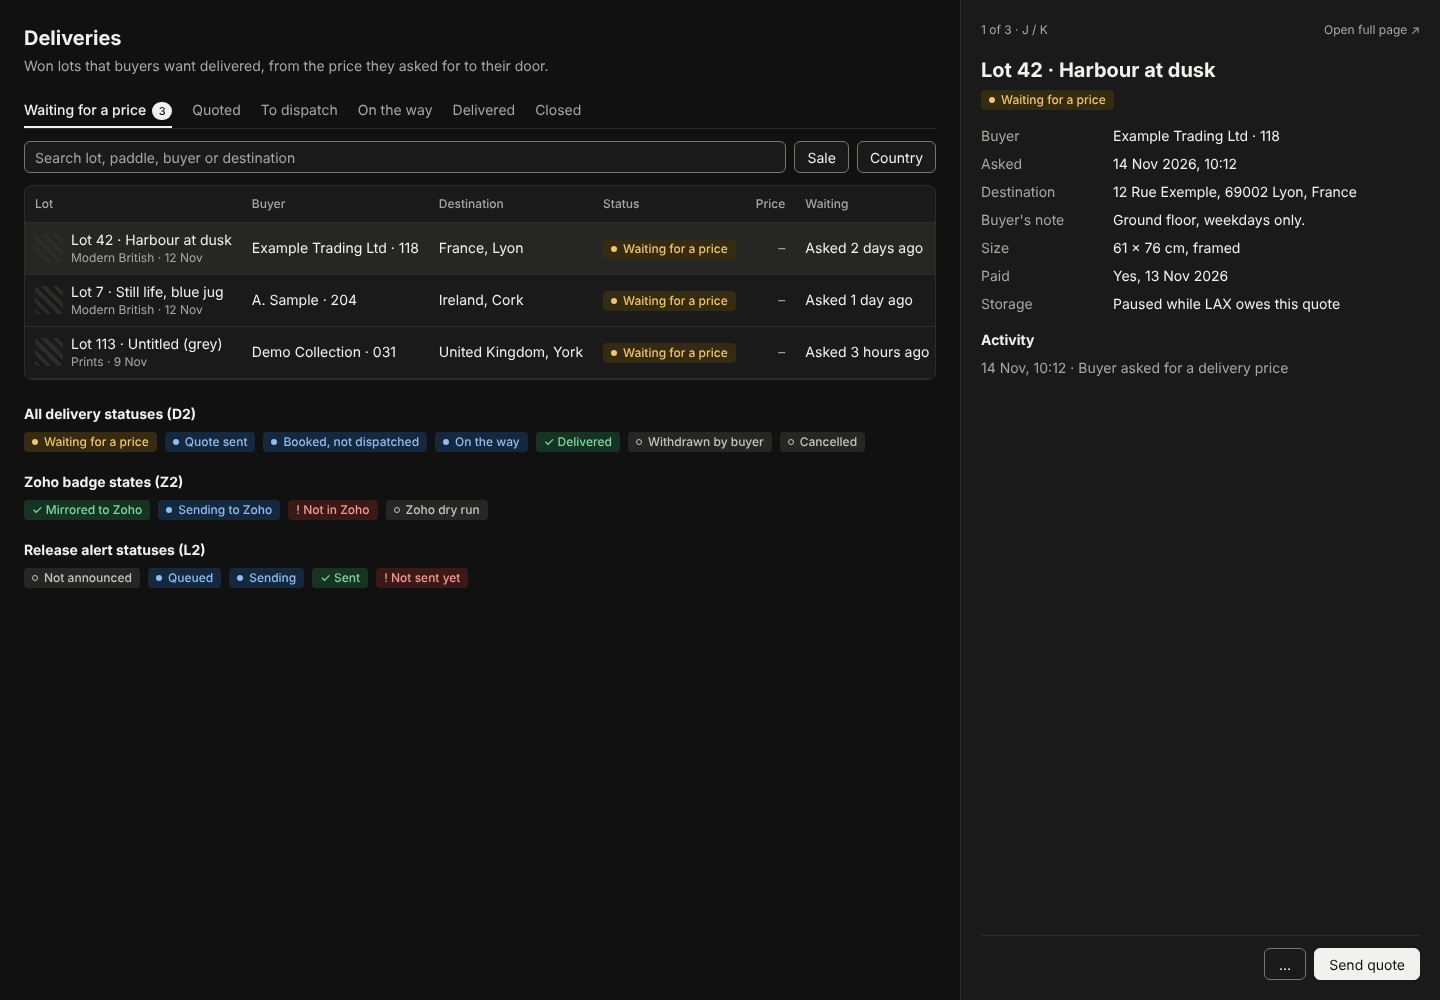 Deliveries
Won lots that buyers want delivered, from the price they asked for to their door.
Waiting for a price 3 Quoted To dispatch On the way Delivered Closed
Search lot, paddle, buyer or destination Sale Country
Lot Buyer Destination Status Price Waiting
Lot 42 · Harbour at dusk
Modern British · 12 Nov
Example Trading Ltd · 118 France, Lyon Waiting for a price – Asked 2 days ago
Lot 7 · Still life, blue jug
Modern British · 12 Nov
A. Sample · 204 Ireland, Cork Waiting for a price – Asked 1 day ago
Lot 113 · Untitled (grey)
Prints · 9 Nov
Demo Collection · 031 United Kingdom, York Waiting for a price – Asked 3 hours ago
All delivery statuses (D2)
Waiting for a price Quote sent Booked, not dispatched On the way ✓ Delivered Withdrawn by buyer Cancelled
Zoho badge states (Z2)
✓ Mirrored to Zoho Sending to Zoho ! Not in Zoho Zoho dry run
Release alert statuses (L2)
Not announced Queued Sending ✓ Sent ! Not sent yet
1 of 3 · J / K Open full page ↗
Lot 42 · Harbour at dusk
Waiting for a price
Buyer Example Trading Ltd · 118
Asked 14 Nov 2026, 10:12
Destination 12 Rue Exemple, 69002 Lyon, France
Buyer's note Ground floor, weekdays only.
Size 61 × 76 cm, framed
Paid Yes, 13 Nov 2026
Storage Paused while LAX owes this quote
Activity
14 Nov, 10:12 · Buyer asked for a delivery price
... Send quote